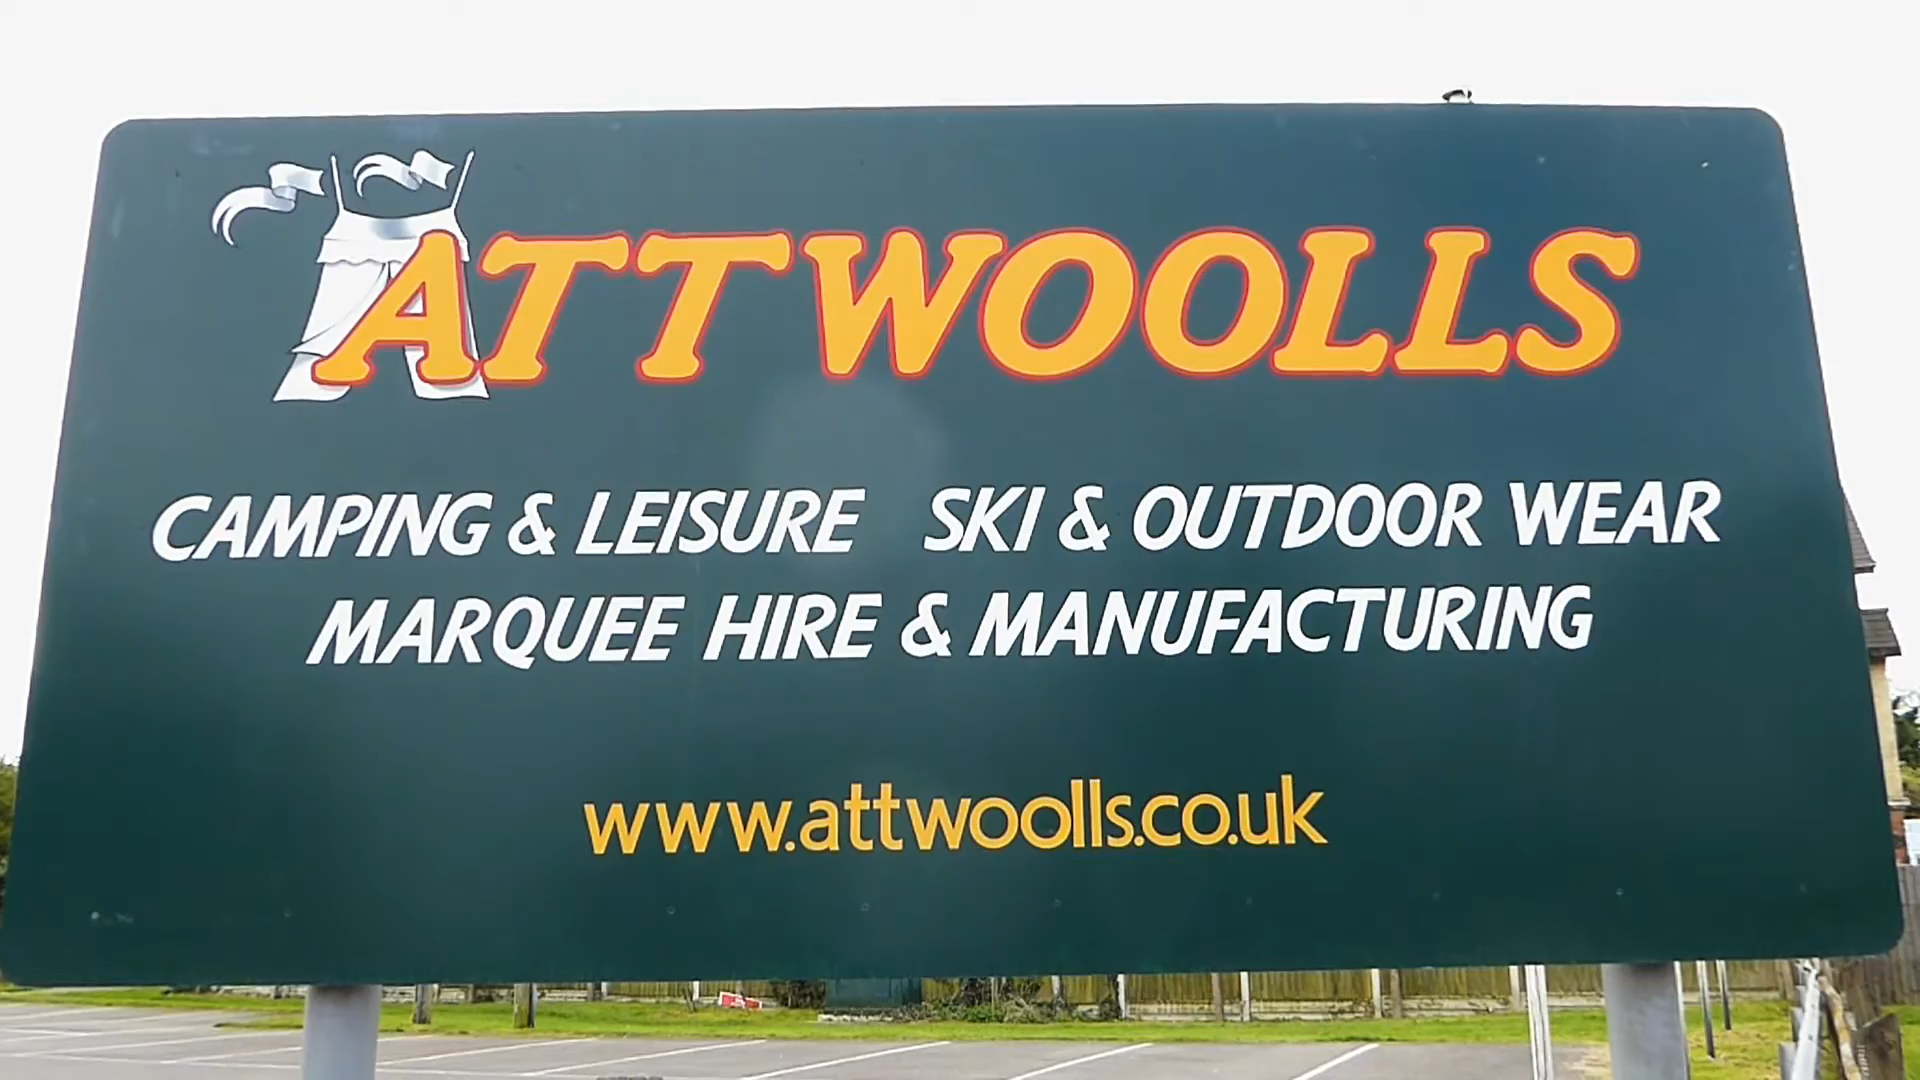 ATTWOOLLS
CAMPING & LEISURE SKI & OUTDOOR WEAR
MARQUEE HIRE & MANUFACTURING
www.attwoolls.co.uk